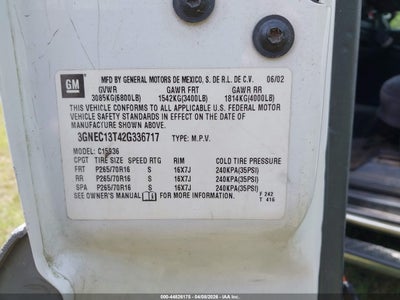 GM
MFD BY GENERAL MOTORS DE MEXICO, S. DE R.L. DE C.V. 06/02
GVWR GAWR FRT GAWR RR
3085KG(6800LB) 1542KG(3400LB) 1814KG(4000LB)
THIS VEHICLE CONFORMS TO ALL APPLICABLE U.S. FEDERAL MOTOR
VEHICLE SAFETY STANDARDS IN EFFECT ON THE DATE OF
MANUFACTURE SHOWN ABOVE.
3GNEC13T42G336717 TYPE: M.P.V.
MODEL: C15936
CPGT TIRE SIZE SPEED RTG RIM COLD TIRE PRESSURE
FRT P265/70R16 S 16X7J 240KPA(35PSI)
RR P265/70R16 S 16X7J 240KPA(35PSI)
SPA P265/70R16 S 16X7J 240KPA(35PSI)
SEE OWNER'S MANUAL FOR MORE INFORMATION.
F 242
T 416
000-44626175 - 04/08/2026 - IAA, Inc.